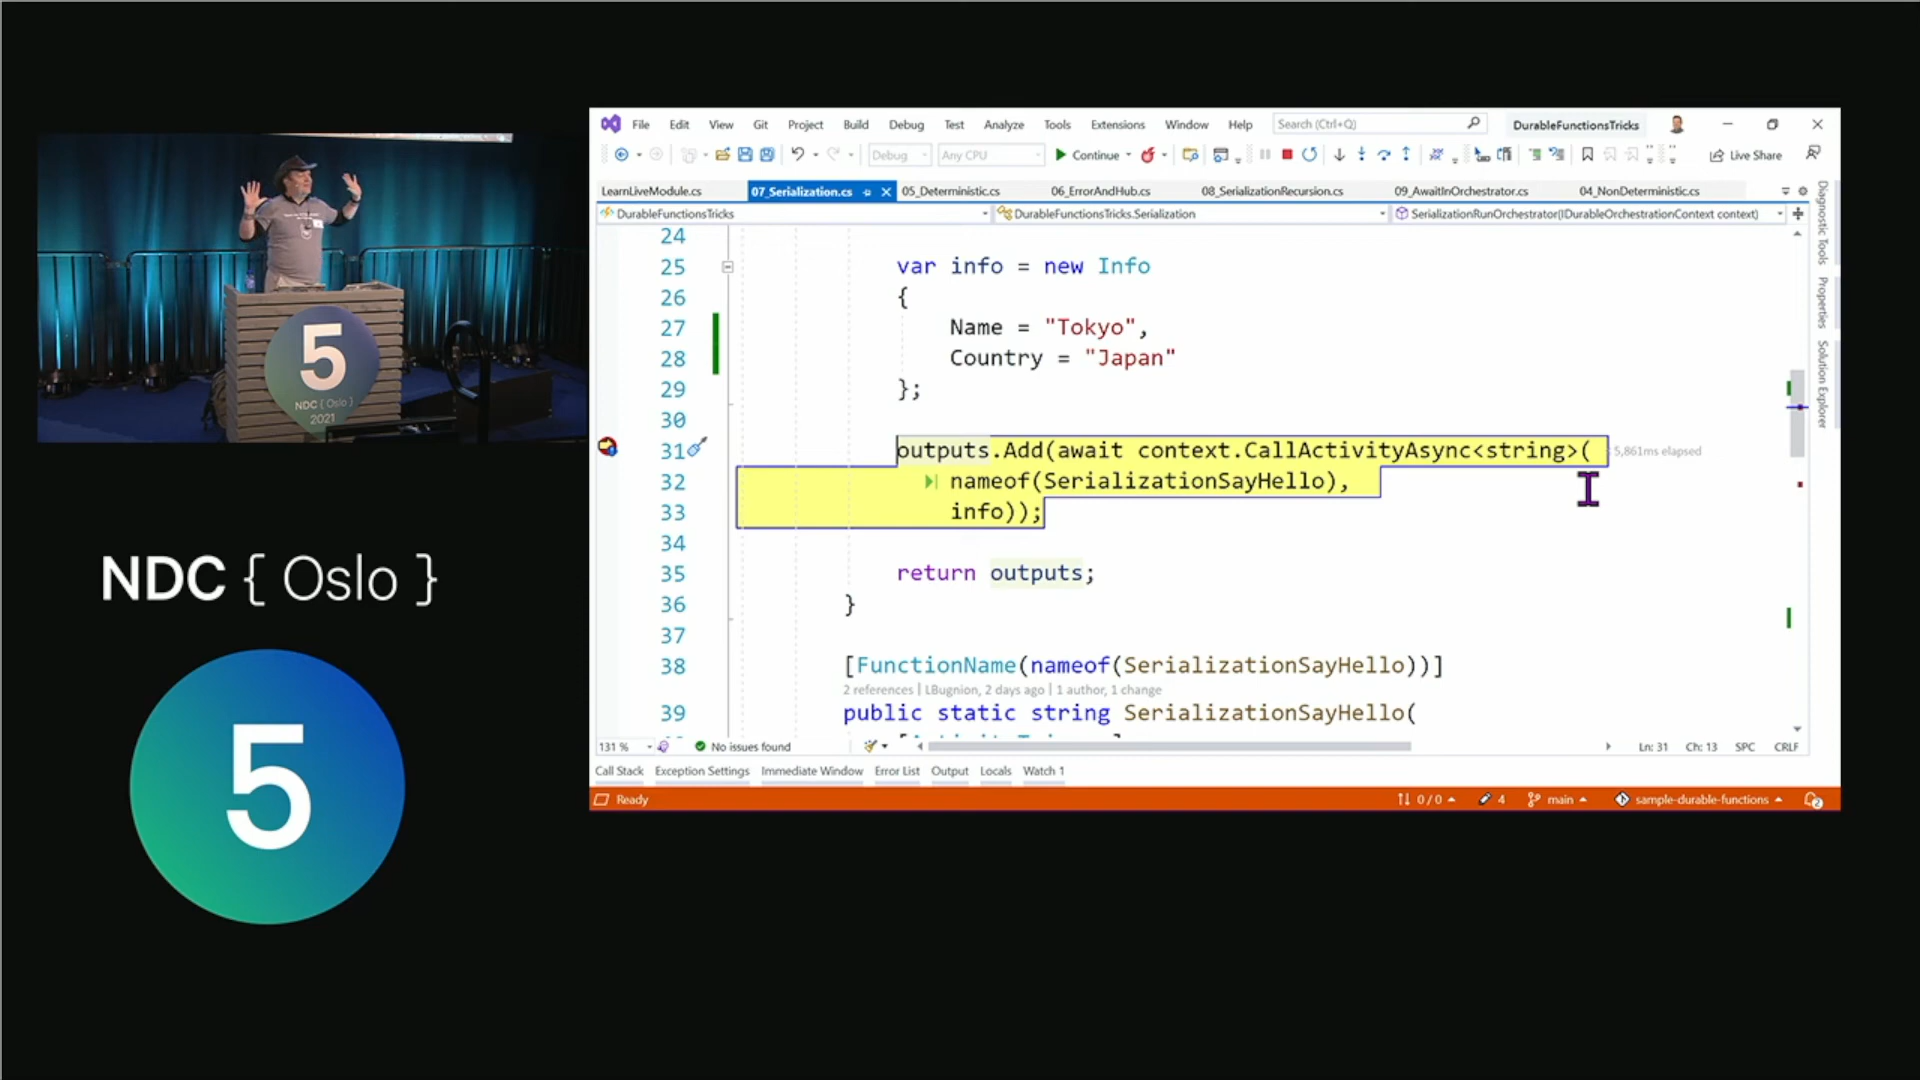 5
NDC { Oslo }
2021
NDC { Oslo }
5
File Edit View Git Project Build Debug Test Analyze Tools Extensions Window Help Search (Ctrl+Q) DurableFunctionsTricks
Debug Any CPU Continue Live Share
LearnLiveModule.cs 07_Serialization.cs 05_Deterministic.cs 06_ErrorAndHub.cs 08_SerializationRecursion.cs 09_AwaitInOrchestrator.cs 04_NonDeterministic.cs
DurableFunctionsTricks DurableFunctionsTricks.Serialization SerializationRunOrchestrator(IDurableOrchestrationContext context)
24
25 var info = new Info
26 {
27 Name = "Tokyo",
28 Country = "Japan"
29 };
30
31 outputs.Add(await context.CallActivityAsync<string>( 5,861ms elapsed
32 nameof(SerializationSayHello),
33 info));
34
35 return outputs;
36 }
37
38 [FunctionName(nameof(SerializationSayHello))]
2 references | LBugnion, 2 days ago | 1 author, 1 change
39 public static string SerializationSayHello(
131 % No issues found Ln: 31 Ch: 13 SPC CRLF
Call Stack Exception Settings Immediate Window Error List Output Locals Watch 1
Ready 0 / 0 4 main sample-durable-functions 2
Diagnostic Tools
Properties
Solution Explorer